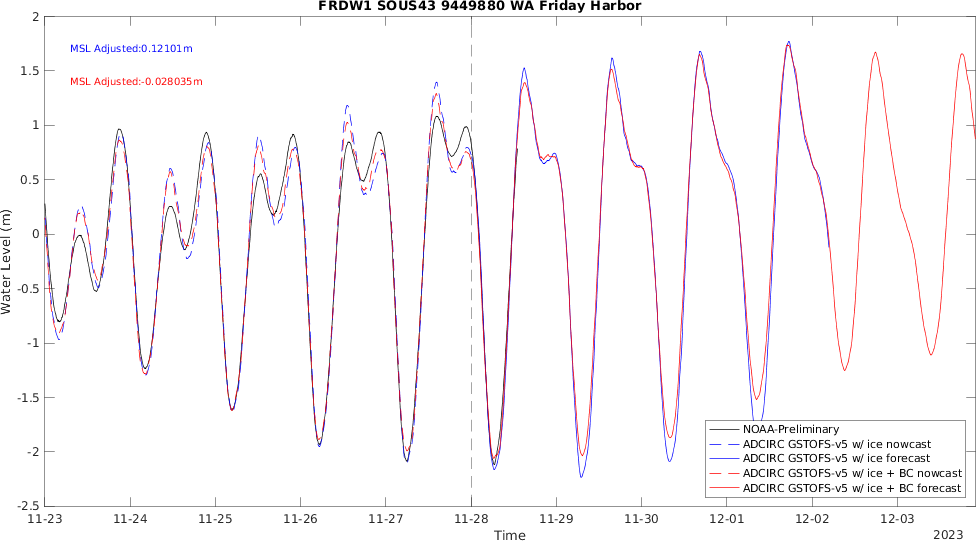 FRDW1 SOUS43 9449880 WA Friday Harbor
2
1.5
1
0.5
0
-0.5
-1
-1.5
-2
-2.5
Water Level (m)
MSL Adjusted:0.12101m
MSL Adjusted:-0.028035m
NOAA-Preliminary
ADCIRC GSTOFS-v5 w/ ice nowcast
ADCIRC GSTOFS-v5 w/ ice forecast
ADCIRC GSTOFS-v5 w/ ice + BC nowcast
ADCIRC GSTOFS-v5 w/ ice + BC forecast
11-23 11-24 11-25 11-26 11-27 11-28 11-29 11-30 12-01 12-02 12-03
Time
2023